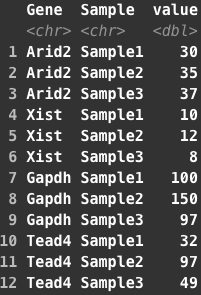 Gene Sample value
<chr> <chr> <dbl>
1 Arid2 Sample1 30
2 Arid2 Sample2 35
3 Arid2 Sample3 37
4 Xist Sample1 10
5 Xist Sample2 12
6 Xist Sample3 8
7 Gapdh Sample1 100
8 Gapdh Sample2 150
9 Gapdh Sample3 97
10 Tead4 Sample1 32
11 Tead4 Sample2 97
12 Tead4 Sample3 49